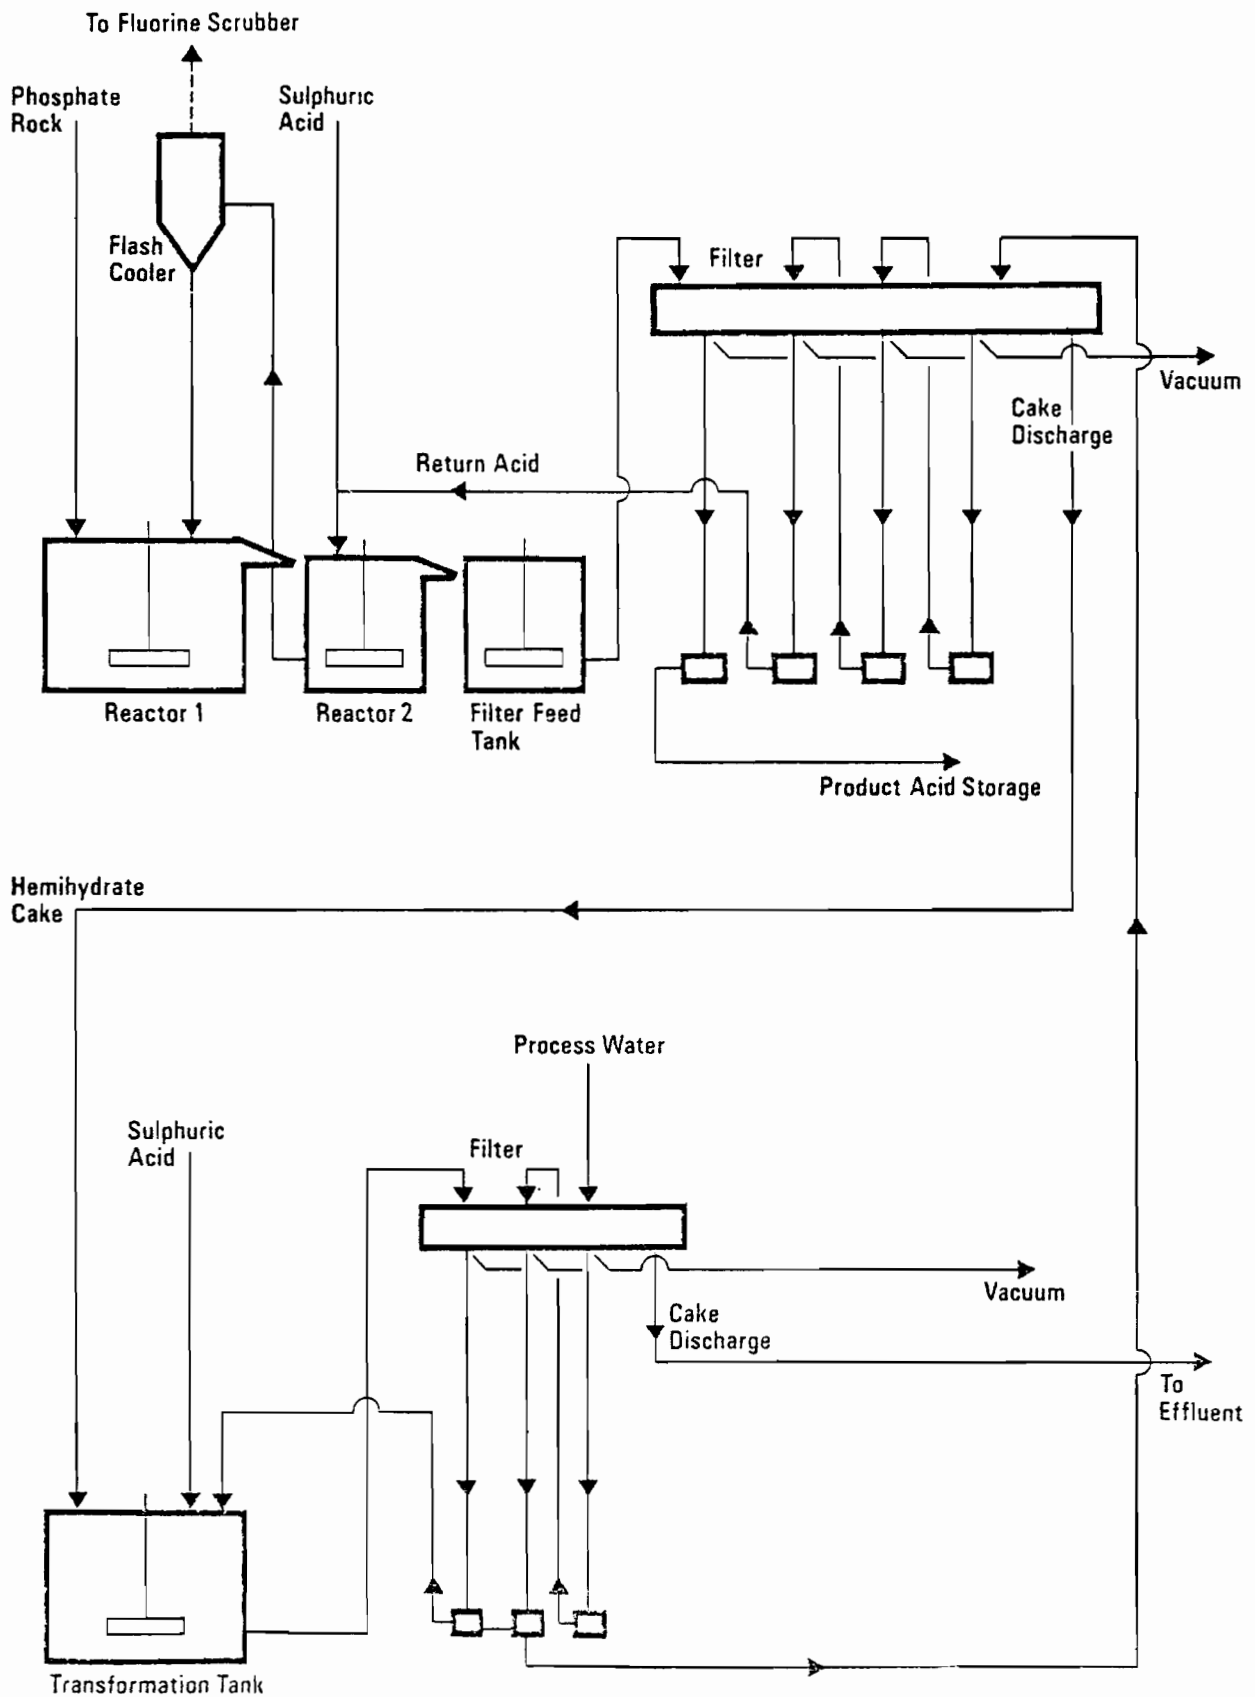 To Fluorine Scrubber
Phosphate
Rock
Sulphuric
Acid
Flash
Cooler
Filter
Vacuum
Cake
Discharge
Return Acid
Reactor 1
Reactor 2
Filter Feed
Tank
Product Acid Storage
Hemihydrate
Cake
Process Water
Sulphuric
Acid
Filter
Vacuum
Cake
Discharge
To
Effluent
Transformation Tank